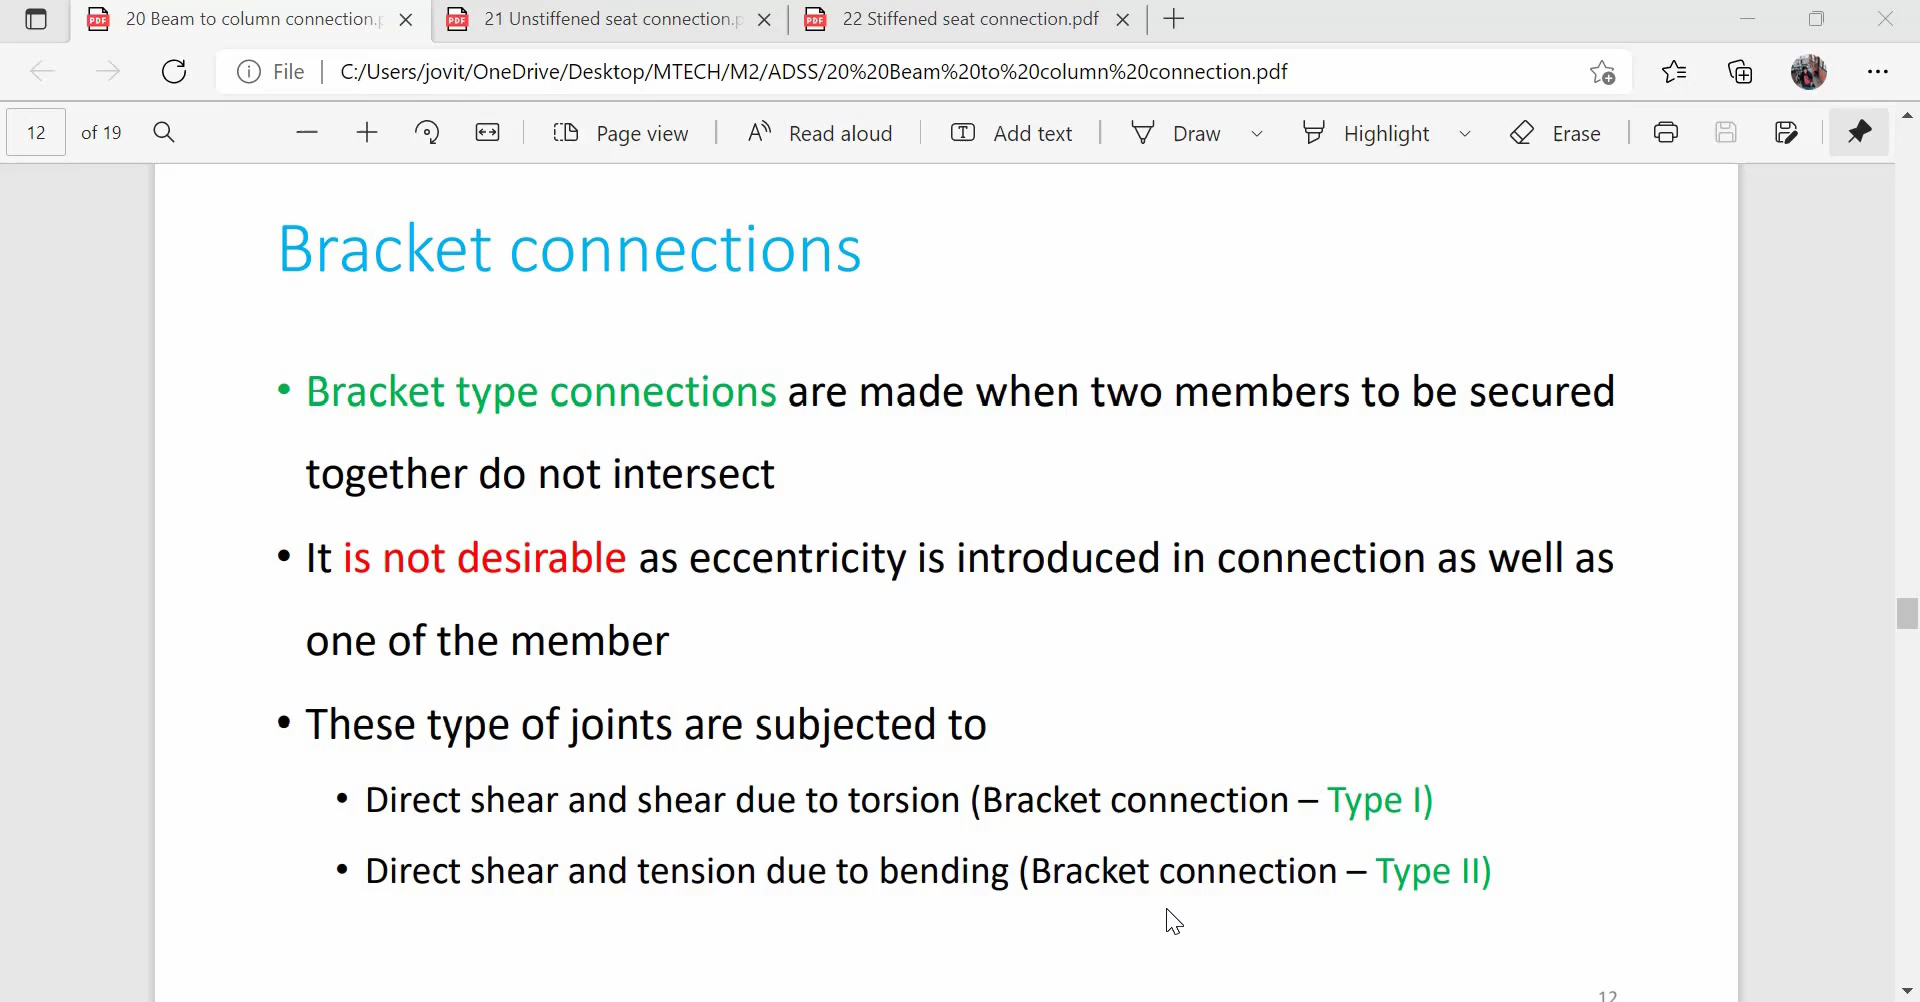 20 Beam to column connection.p
21 Unstiffened seat connection.p
22 Stiffened seat connection.pdf
File
C:/Users/jovit/OneDrive/Desktop/MTECH/M2/ADSS/20%20Beam%20to%20column%20connection.pdf
12 of 19
Page view
Read aloud
Add text
Draw
Highlight
Erase
Bracket connections
• Bracket type connections are made when two members to be secured
together do not intersect
• It is not desirable as eccentricity is introduced in connection as well as
one of the member
• These type of joints are subjected to
• Direct shear and shear due to torsion (Bracket connection – Type I)
• Direct shear and tension due to bending (Bracket connection – Type II)
12